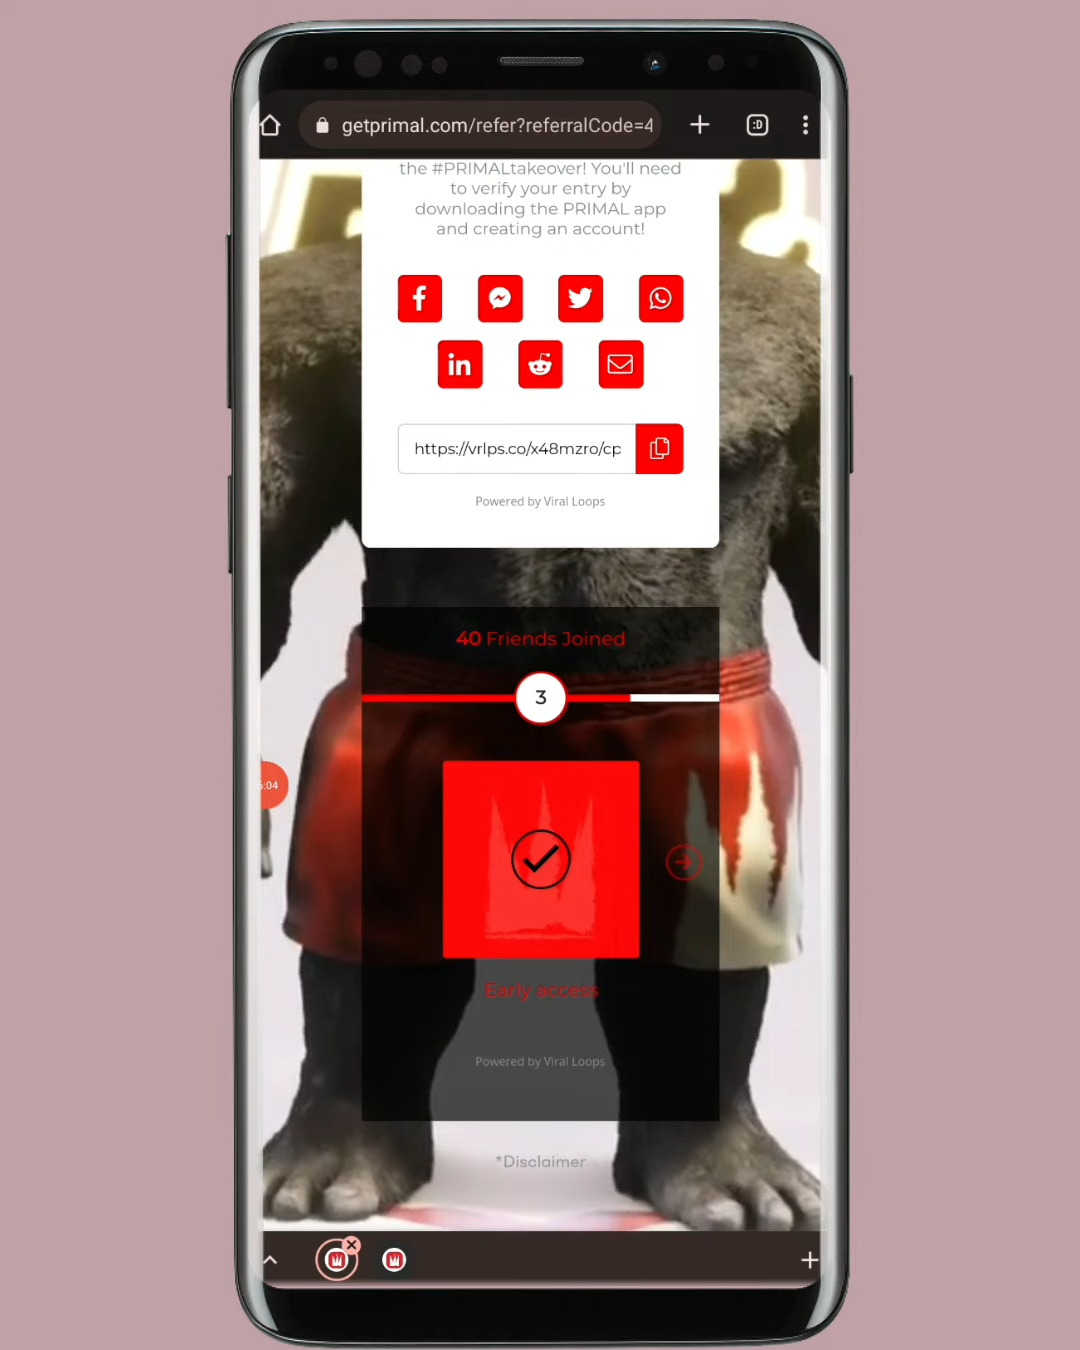 getprimal.com/refer?referralCode=4
:D
the #PRIMALtakeover! You'll need
to verify your entry by
downloading the PRIMAL app
and creating an account!
in
https://vrlps.co/x48mzro/cp
Powered by Viral Loops
40 Friends Joined
3
:04
Early access
Powered by Viral Loops
*Disclaimer